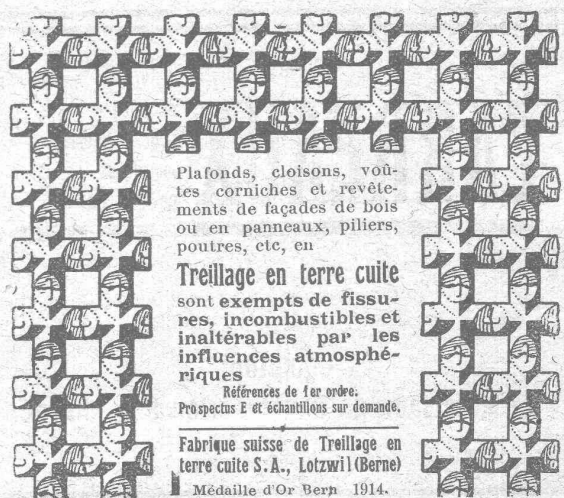 Plafonds, cloisons, voû-
tes corniches et revête-
ments de façades de bois
ou en panneaux, piliers,
poutres, etc, en
Treillage en terre cuite
sont exempts de fissu-
res, incombustibles et
inaltérables par les
influences atmosphé-
riques
Références de 1er ordre.
Prospectus E et échantillons sur demande.
Fabrique suisse de Treillage en
terre cuite S.A., Lotzwil (Berne)
Médaille d'Or Bern 1914.